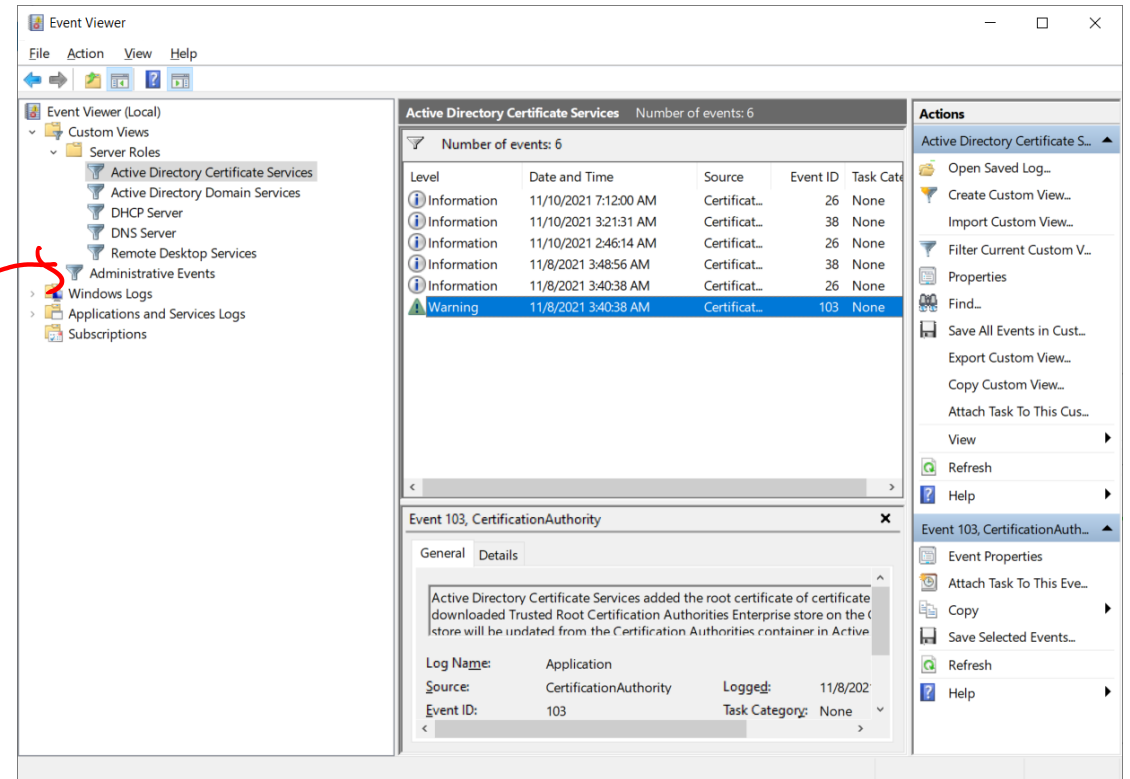 Event Viewer
File Action View Help
Event Viewer (Local)
Custom Views
Server Roles
Active Directory Certificate Services
Active Directory Domain Services
DHCP Server
DNS Server
Remote Desktop Services
Administrative Events
Windows Logs
Applications and Services Logs
Subscriptions
Active Directory Certificate Services Number of events: 6
Number of events: 6
Level Date and Time Source Event ID Task Cate
Information 11/10/2021 7:12:00 AM Certificat... 26 None
Information 11/10/2021 3:21:31 AM Certificat... 38 None
Information 11/10/2021 2:46:14 AM Certificat... 26 None
Information 11/8/2021 3:48:56 AM Certificat... 38 None
Information 11/8/2021 3:40:38 AM Certificat... 26 None
Warning 11/8/2021 3:40:38 AM Certificat... 103 None
Event 103, CertificationAuthority
General Details
Active Directory Certificate Services added the root certificate of certificate
downloaded Trusted Root Certification Authorities Enterprise store on the
store will be updated from the Certification Authorities container in Active
Log Name: Application
Source: CertificationAuthority Logged: 11/8/202
Event ID: 103 Task Category: None
Actions
Active Directory Certificate S...
Open Saved Log...
Create Custom View...
Import Custom View...
Filter Current Custom V...
Properties
Find...
Save All Events in Cust...
Export Custom View...
Copy Custom View...
Attach Task To This Cus...
View
Refresh
Help
Event 103, CertificationAuth...
Event Properties
Attach Task To This Eve...
Copy
Save Selected Events...
Refresh
Help